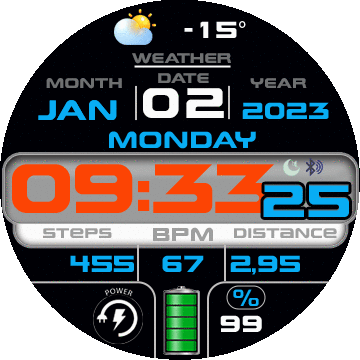 -15°
WEATHER
MONTH DATE YEAR
JAN 02 2023
MONDAY
09:33 25
STEPS BPM DISTANCE
455 67 2,95
POWER %
99